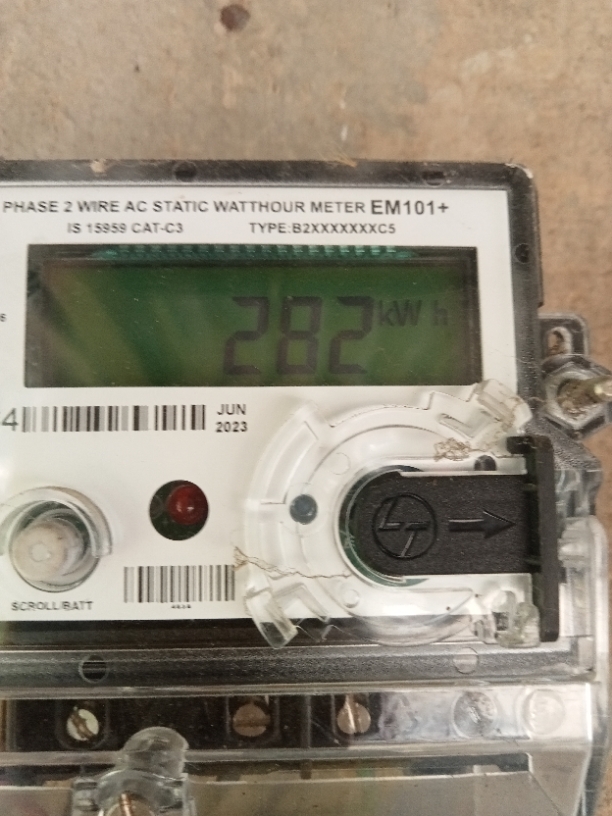 PHASE 2 WIRE AC STATIC WATTHOUR METER EM101+
IS 15959 CAT-C3 TYPE:B2XXXXXXXC5
282 kWh
4
JUN
2023
SCROLL/BATT